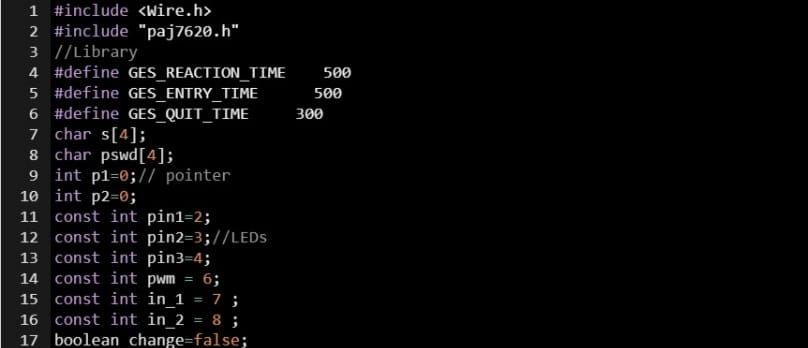 1 #include <Wire.h>
2 #include "paj7620.h"
3 //Library
4 #define GES_REACTION_TIME    500
5 #define GES_ENTRY_TIME      500
6 #define GES_QUIT_TIME     300
7 char s[4];
8 char pswd[4];
9 int p1=0;// pointer
10 int p2=0;
11 const int pin1=2;
12 const int pin2=3;//LEDs
13 const int pin3=4;
14 const int pwm = 6;
15 const int in_1 = 7 ;
16 const int in_2 = 8 ;
17 boolean change=false;